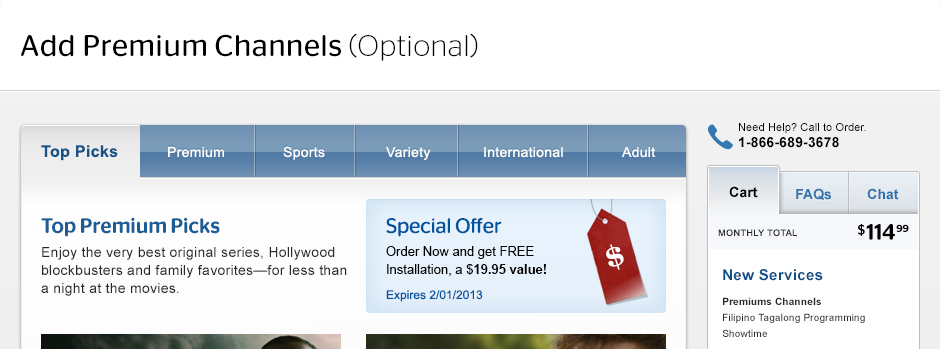 Add Premium Channels (Optional)
Need Help? Call to Order.
1-866-689-3678
Top Picks
Premium
Sports
Variety
International
Adult
Top Premium Picks
Enjoy the very best original series, Hollywood
blockbusters and family favorites—for less than
a night at the movies.
Special Offer
Order Now and get FREE
Installation, a $19.95 value!
Expires 2/01/2013
$
Cart
FAQs
Chat
MONTHLY TOTAL $114.99
New Services
Premiums Channels
Filipino Tagalong Programming
Showtime